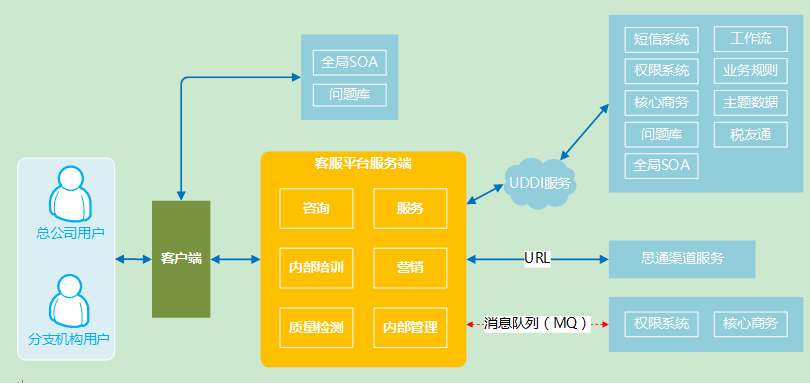 全局SOA
问题库
短信系统
工作流
权限系统
业务规则
核心商务
主题数据
问题库
税友通
全局SOA
UDDI服务
总公司用户
分支机构用户
客户端
客服平台服务端
咨询
服务
内部培训
营销
质量检测
内部管理
URL
思通渠道服务
消息队列（MQ）
权限系统
核心商务